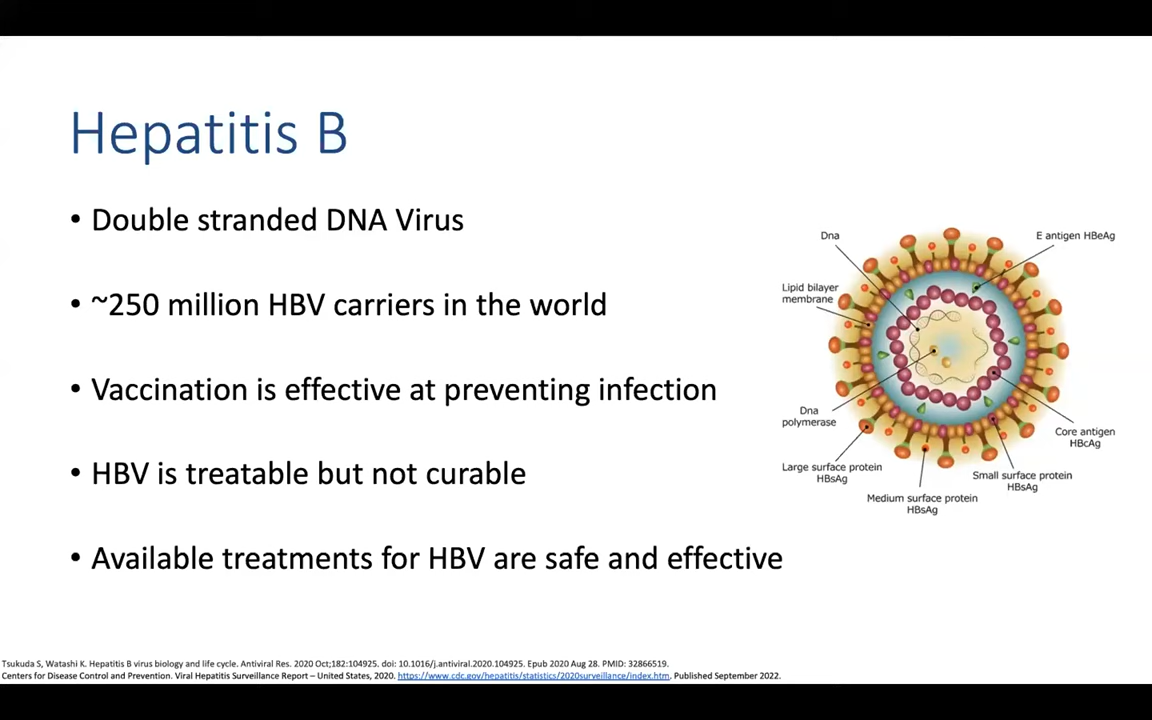 Hepatitis B
• Double stranded DNA Virus
• ~250 million HBV carriers in the world
• Vaccination is effective at preventing infection
• HBV is treatable but not curable
• Available treatments for HBV are safe and effective
Dna
E antigen HBeAg
Lipid bilayer
membrane
Dna
polymerase
Core antigen
HBcAg
Large surface protein
HBsAg
Small surface protein
HBsAg
Medium surface protein
HBsAg
Tsukuda S, Watashi K. Hepatitis B virus biology and life cycle. Antiviral Res. 2020 Oct;182:104925. doi: 10.1016/j.antiviral.2020.104925. Epub 2020 Aug 28. PMID: 32866519.
Centers for Disease Control and Prevention. Viral Hepatitis Surveillance Report – United States, 2020. https://www.cdc.gov/hepatitis/statistics/2020surveillance/index.htm. Published September 2022.